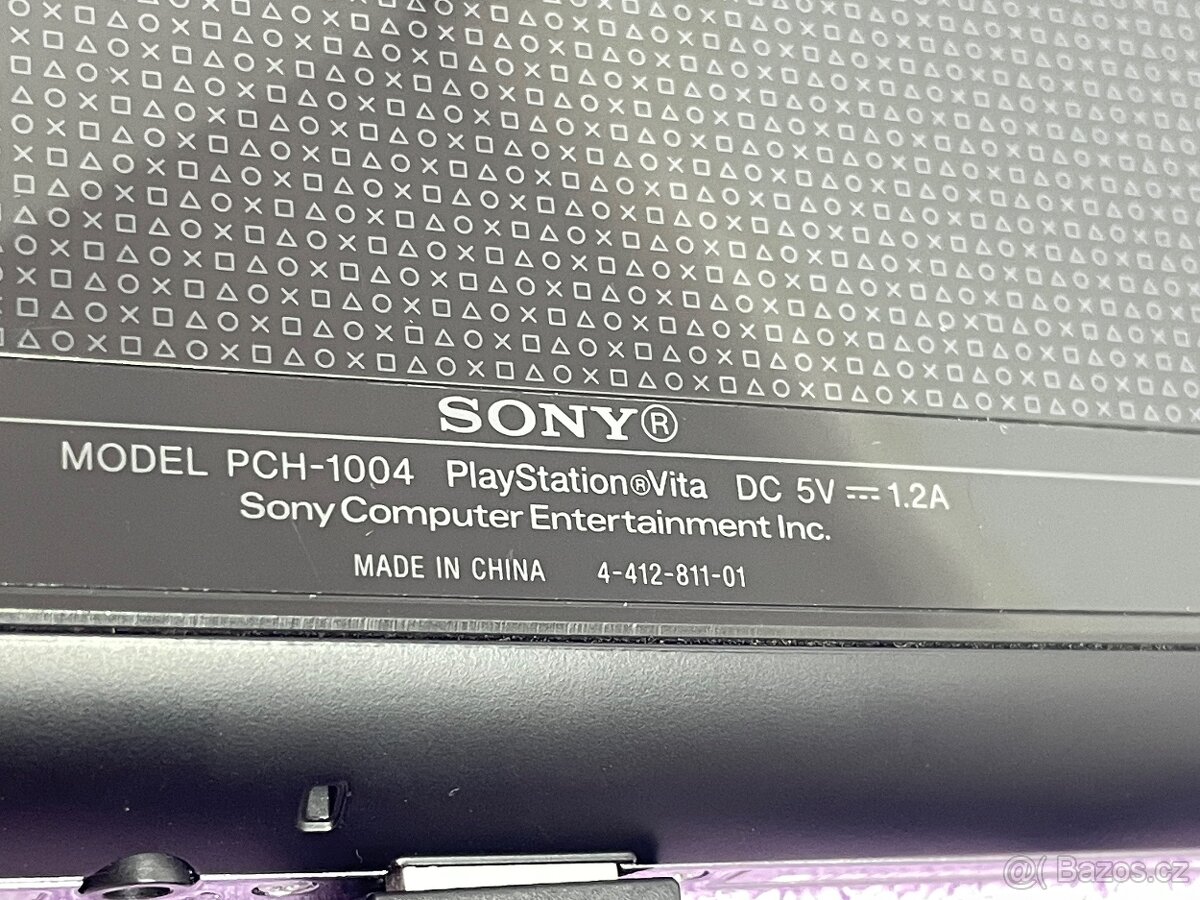 SONY®
MODEL PCH-1004 PlayStation®Vita DC 5V ⎓ 1.2A
Sony Computer Entertainment Inc.
MADE IN CHINA 4-412-811-01
@( Bazos.cz